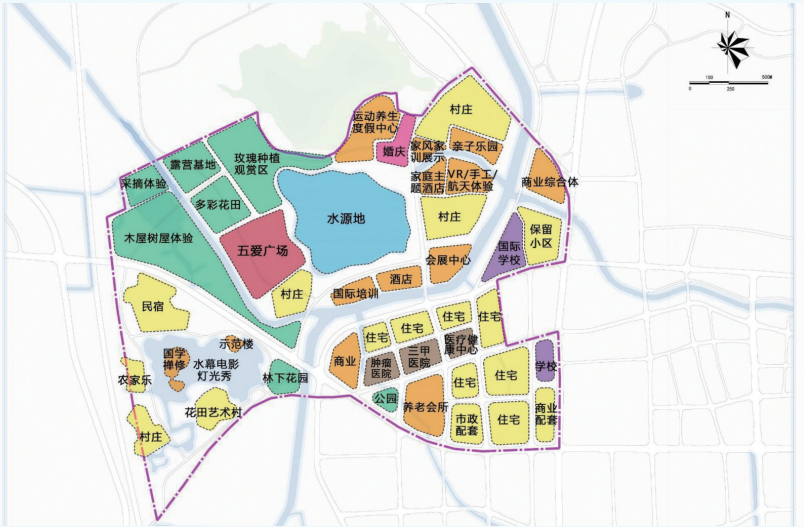 N
100
500M
0
250
村庄
运动养生
度假中心
婚庆
家风家
训展示
亲子乐园
玫瑰种植
观赏区
露营基地
采摘体验
家庭主
题酒店
VR/手工/
航天体验
商业综合体
多彩花田
水源地
村庄
保留
小区
木屋树屋体验
五爱广场
国际
学校
会展中心
酒店
国际培训
村庄
民宿
住宅
住宅
住宅
住宅
示范楼
医疗健
康中心
国学
禅修
水幕电影
灯光秀
商业
肿瘤
医院
三甲
医院
学校
农家乐
林下花园
住宅
住宅
公园
养老会所
花田艺术村
市政
配套
住宅
商业
配套
村庄